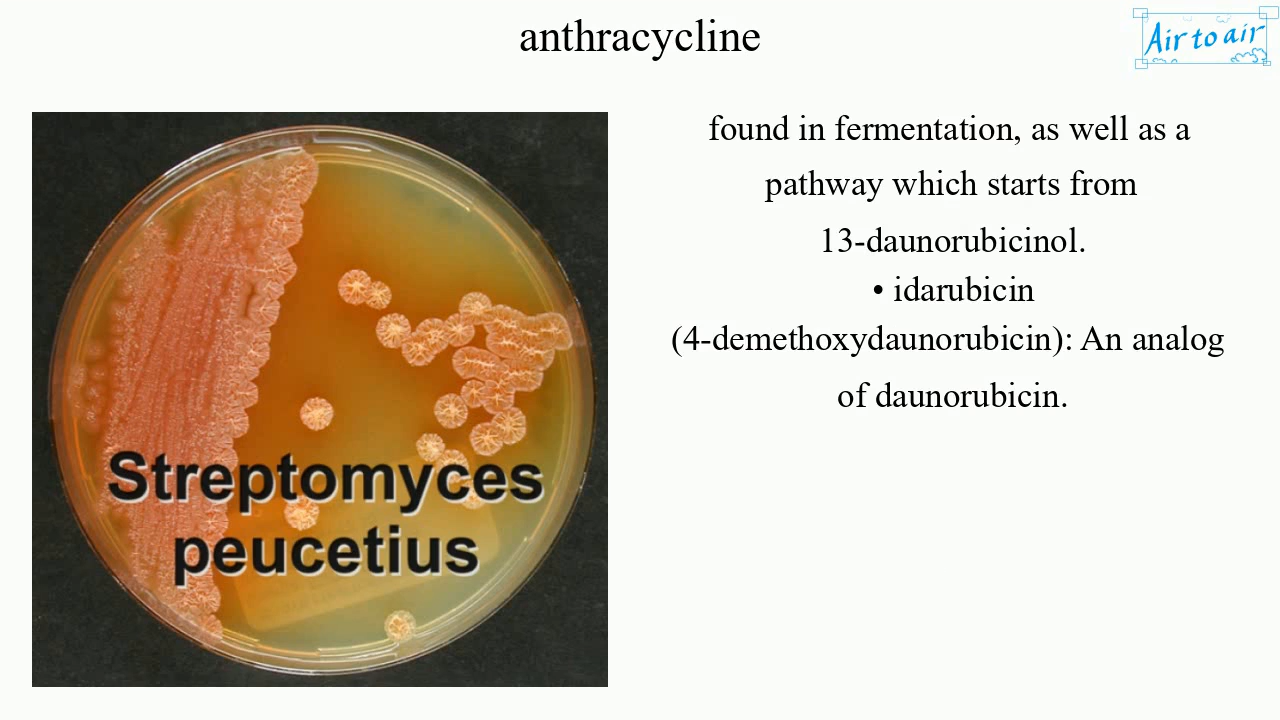 anthracycline
Air to air
found in fermentation, as well as a
pathway which starts from
13-daunorubicinol.
• idarubicin
(4-demethoxydaunorubicin): An analog
of daunorubicin.
Streptomyces
peucetius